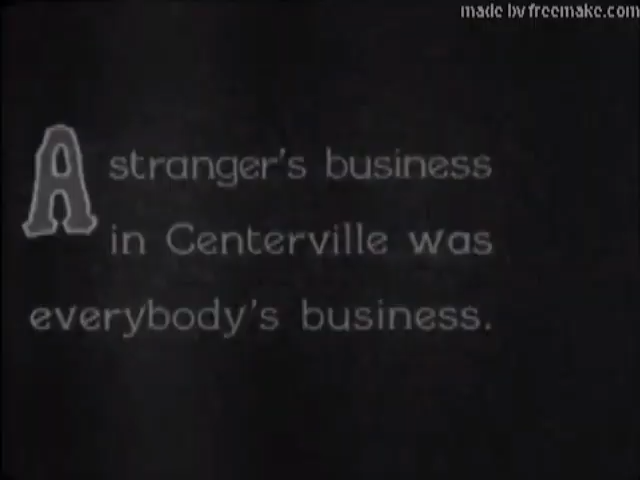 made by freemake.com
A stranger's business
in Centerville was
everybody's business.